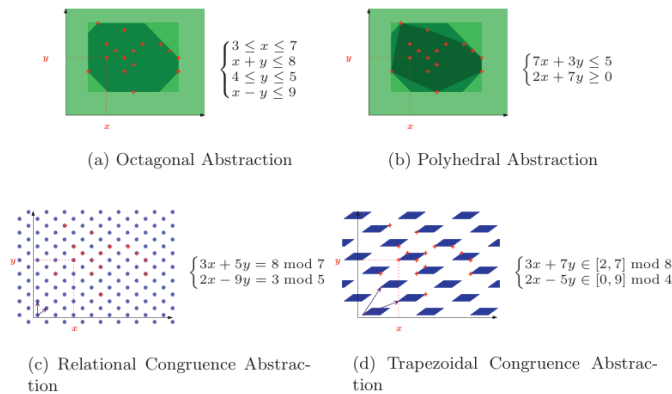 y
x
3 ≤ x ≤ 7
x + y ≤ 8
4 ≤ y ≤ 5
x − y ≤ 9
(a) Octagonal Abstraction
y
x
7x + 3y ≤ 5
2x + 7y ≥ 0
(b) Polyhedral Abstraction
y
x
3x + 5y = 8 mod 7
2x − 9y = 3 mod 5
(c) Relational Congruence Abstrac-
tion
y
x
3x + 7y ∈ [2, 7] mod 8
2x − 5y ∈ [0, 9] mod 4
(d) Trapezoidal Congruence Abstrac-
tion